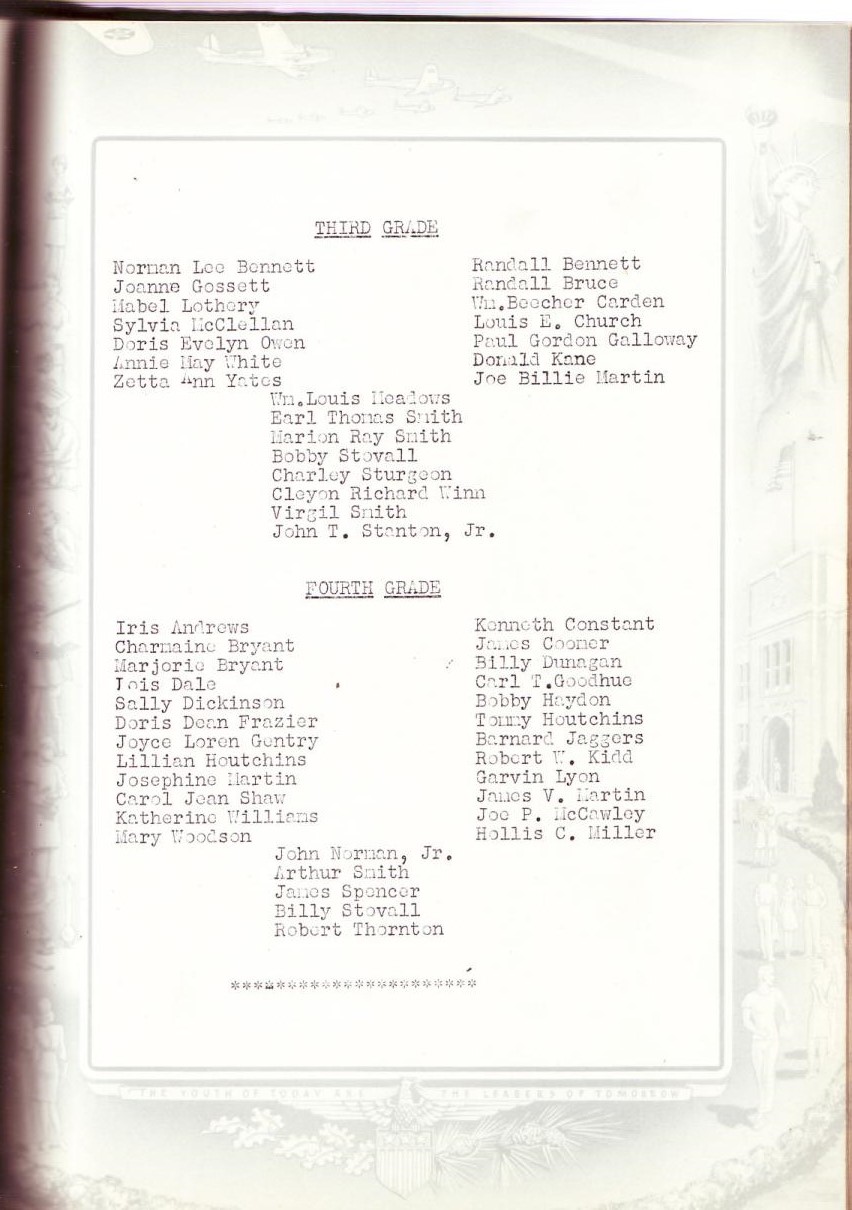 THIRD GRADE
Norman Lee Bennett
Joanne Gossett
Mabel Lothery
Sylvia McClellan
Doris Evelyn Owen
Annie May White
Zetta Ann Yates
Randall Bennett
Randall Bruce
Wm.Beecher Carden
Louis E. Church
Paul Gordon Galloway
Donald Kane
Joe Billie Martin
Wm.Louis Meadows
Earl Thomas Smith
Marion Ray Smith
Bobby Stovall
Charley Sturgeon
Cleyon Richard Winn
Virgil Smith
John T. Stanton, Jr.
FOURTH GRADE
Iris Andrews
Charmaine Bryant
Marjorie Bryant
Lois Dale
Sally Dickinson
Doris Dean Frazier
Joyce Loren Gentry
Lillian Houtchins
Josephine Martin
Carol Jean Shaw
Katherine Williams
Mary Woodson
Kenneth Constant
James Coomer
Billy Dunagan
Carl T.Goodhue
Bobby Haydon
Tommy Houtchins
Barnard Jaggers
Robert W. Kidd
Garvin Lyon
James V. Martin
Joe P. McCawley
Hollis C. Miller
John Norman, Jr.
Arthur Smith
James Spencer
Billy Stovall
Robert Thornton
**********************
THE YOUTH OF TODAY ARE THE LEADERS OF TOMORROW